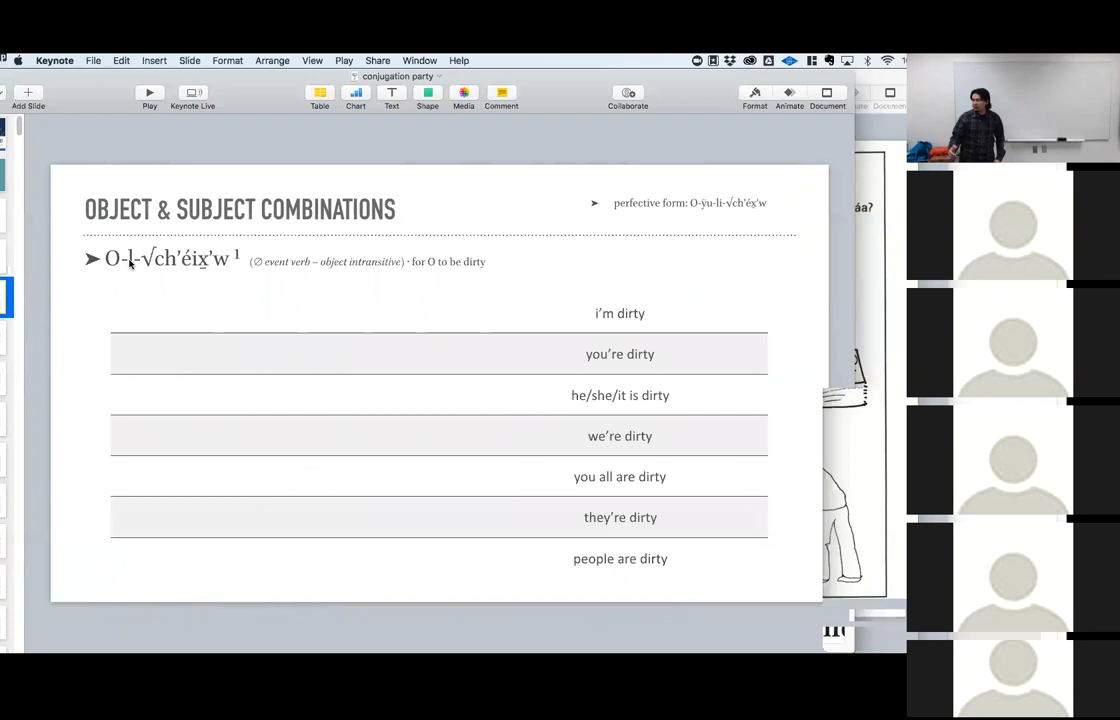 Keynote File Edit Insert Slide Format Arrange View Play Share Window Help
conjugation party
Add Slide Play Keynote Live Table Chart Text Shape Media Comment Collaborate Format Animate Document
OBJECT & SUBJECT COMBINATIONS
➤ perfective form: O-ÿu-li-√ch'éx̱'w
➤ O-l-√ch'éix̱'w ¹ (∅ event verb – object intransitive) · for O to be dirty
i'm dirty
you're dirty
he/she/it is dirty
we're dirty
you all are dirty
they're dirty
people are dirty
áa?